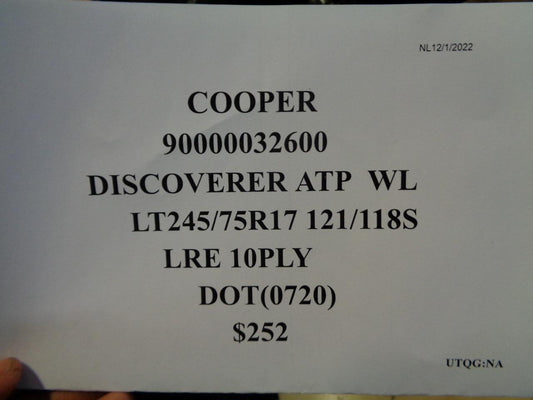 NL12/1/2022
COOPER
90000032600
DISCOVERER ATP WL
LT245/75R17 121/118S
LRE 10PLY
DOT(0720)
$252
UTQG:NA